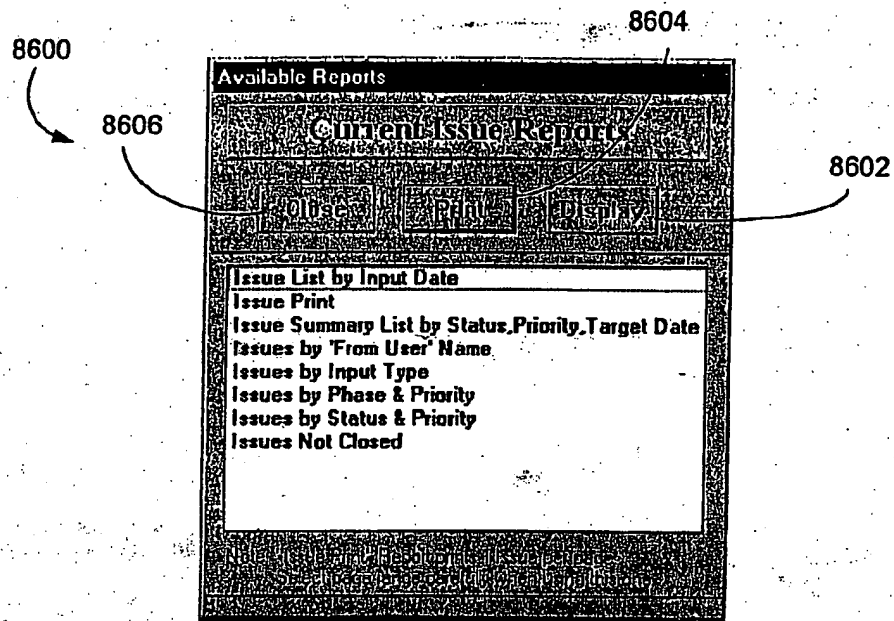 8604
8600
Available Reports
8606
Current Issue Reports
8602
Close
Print
Display
Issue List by Input Date
Issue Print
Issue Summary List by Status,Priority,Target Date
Issues by 'From User' Name
Issues by Input Type
Issues by Phase & Priority
Issues by Status & Priority
Issues Not Closed